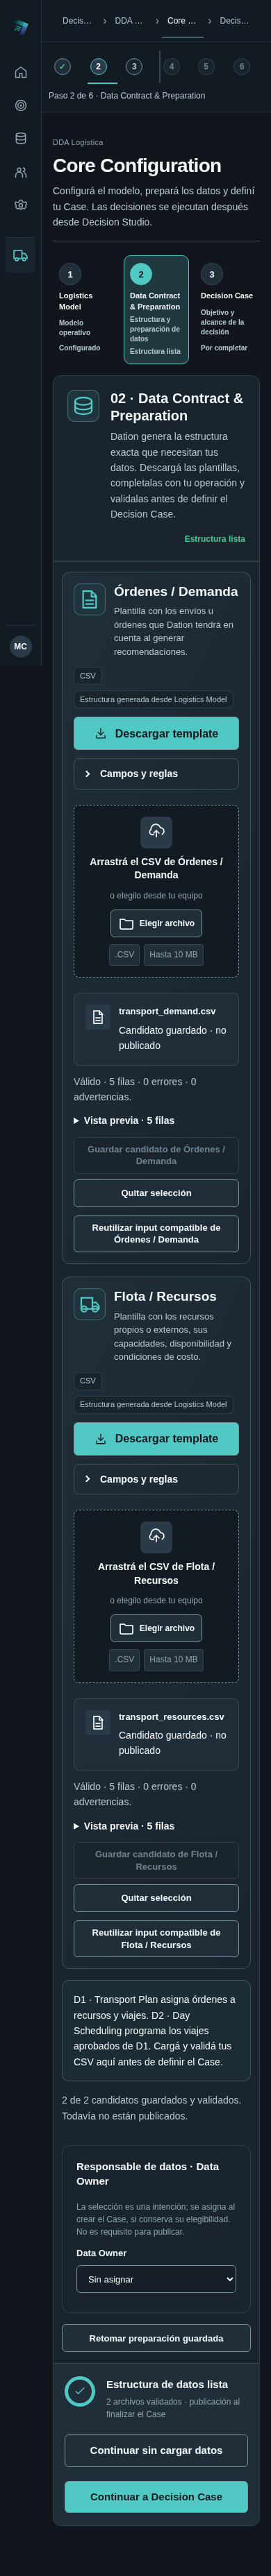 Decis... > DDA ... > Core ... > Decis...
✓ 2 3 4 5 6
Paso 2 de 6 · Data Contract & Preparation
DDA Logística
Core Configuration
Configurá el modelo, prepará los datos y definí
tu Case. Las decisiones se ejecutan después
desde Decision Studio.
1
Logistics
Model
Modelo
operativo
Configurado
2
Data Contract
& Preparation
Estructura y
preparación de
datos
Estructura lista
3
Decision Case
Objetivo y
alcance de la
decisión
Por completar
02 · Data Contract &
Preparation
Dation genera la estructura
exacta que necesitan tus
datos. Descargá las plantillas,
completalas con tu operación y
validalas antes de definir el
Decision Case.
Estructura lista
Órdenes / Demanda
Plantilla con los envíos u
órdenes que Dation tendrá en
cuenta al generar
recomendaciones.
CSV
Estructura generada desde Logistics Model
Descargar template
Campos y reglas
Arrastrá el CSV de Órdenes /
Demanda
o elegilo desde tu equipo
Elegir archivo
.CSV Hasta 10 MB
transport_demand.csv
Candidato guardado · no
publicado
Válido · 5 filas · 0 errores · 0
advertencias.
Vista previa · 5 filas
Guardar candidato de Órdenes /
Demanda
Quitar selección
Reutilizar input compatible de
Órdenes / Demanda
Flota / Recursos
Plantilla con los recursos
propios o externos, sus
capacidades, disponibilidad y
condiciones de costo.
CSV
Estructura generada desde Logistics Model
Descargar template
Campos y reglas
Arrastrá el CSV de Flota /
Recursos
o elegilo desde tu equipo
Elegir archivo
.CSV Hasta 10 MB
transport_resources.csv
Candidato guardado · no
publicado
Válido · 5 filas · 0 errores · 0
advertencias.
Vista previa · 5 filas
Guardar candidato de Flota /
Recursos
Quitar selección
Reutilizar input compatible de
Flota / Recursos
D1 · Transport Plan asigna órdenes a
recursos y viajes. D2 · Day
Scheduling programa los viajes
aprobados de D1. Cargá y validá tus
CSV aquí antes de definir el Case.
2 de 2 candidatos guardados y validados.
Todavía no están publicados.
Responsable de datos · Data
Owner
La selección es una intención; se asigna al
crear el Case, si conserva su elegibilidad.
No es requisito para publicar.
Data Owner
Sin asignar
Retomar preparación guardada
Estructura de datos lista
2 archivos validados · publicación al
finalizar el Case
Continuar sin cargar datos
Continuar a Decision Case
MC